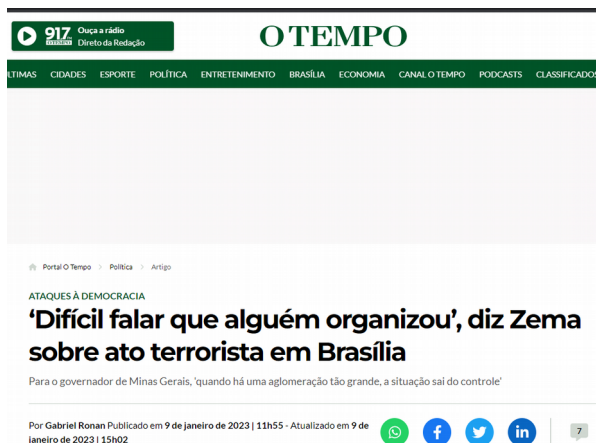 917 Ouça a rádio
O TEMPO Direto da Redação
O TEMPO
LTIMAS CIDADES ESPORTE POLÍTICA ENTRETENIMENTO BRASÍLIA ECONOMIA CANAL O TEMPO PODCASTS CLASSIFICADOS
Portal O Tempo > Política > Artigo
ATAQUES À DEMOCRACIA
‘Difícil falar que alguém organizou’, diz Zema
sobre ato terrorista em Brasília
Para o governador de Minas Gerais, 'quando há uma aglomeração tão grande, a situação sai do controle'
Por Gabriel Ronan Publicado em 9 de janeiro de 2023 | 11h55 - Atualizado em 9 de
janeiro de 2023 | 15h02
7